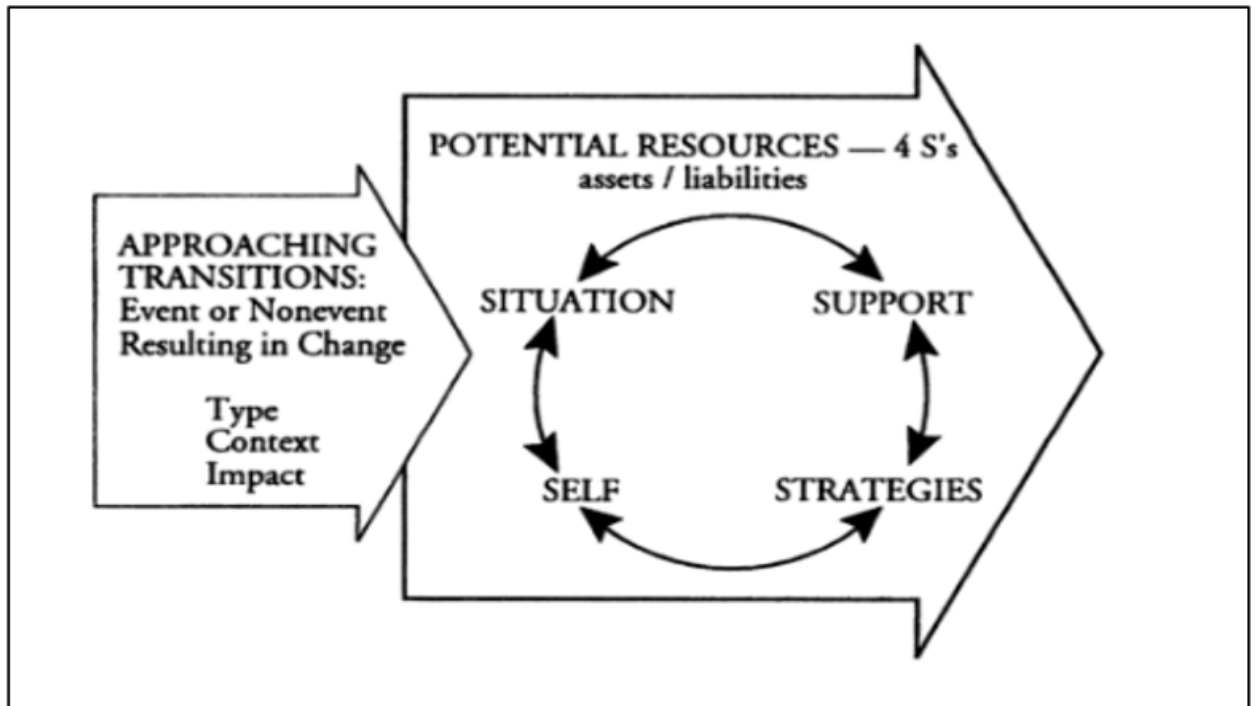 POTENTIAL RESOURCES — 4 S's
assets / liabilities
APPROACHING
TRANSITIONS:
Event or Nonevent
Resulting in Change
Type
Context
Impact
SITUATION
SUPPORT
SELF
STRATEGIES